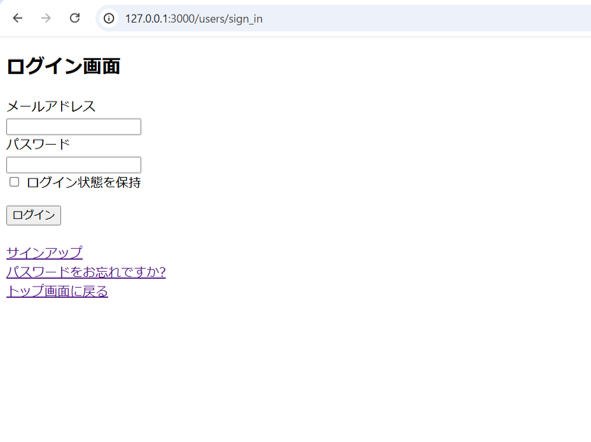 127.0.0.1:3000/users/sign_in
ログイン画面
メールアドレス
パスワード
ログイン状態を保持
ログイン
サインアップ
パスワードをお忘れですか?
トップ画面に戻る